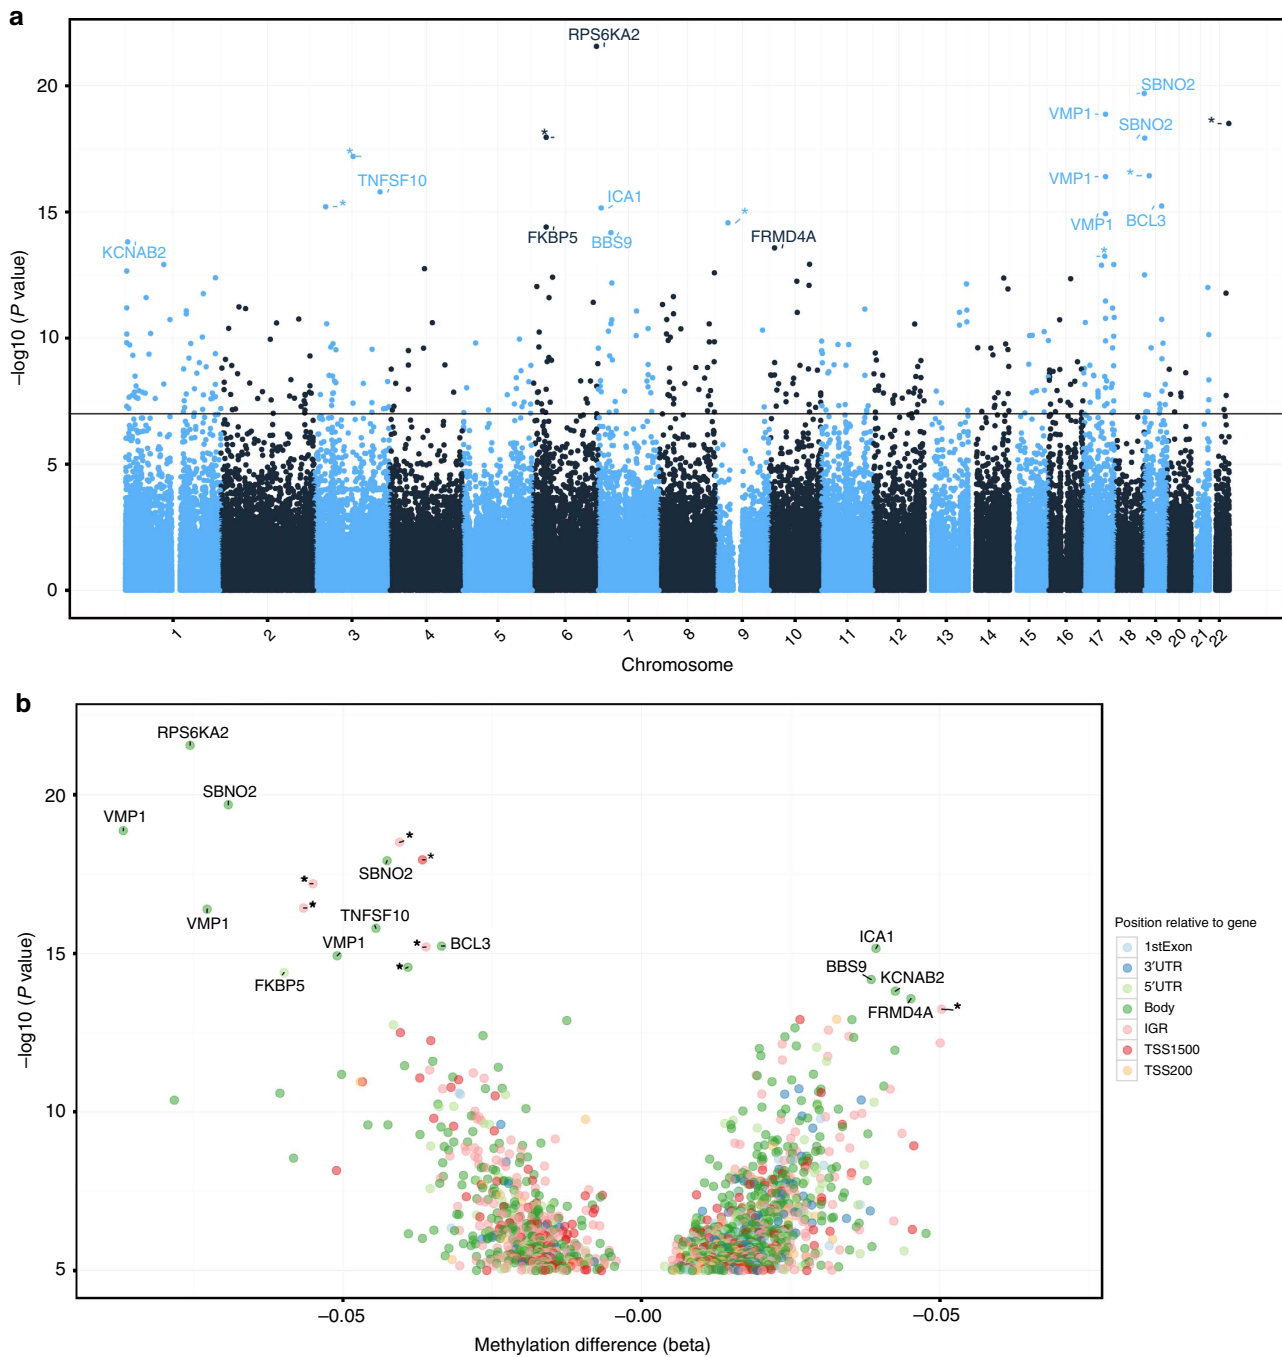 a
RPS6KA2
SBNO2
VMP1
SBNO2
*
*
*
TNFSF10
VMP1
*
*
ICA1
*
VMP1
BCL3
FKBP5
BBS9
FRMD4A
KCNAB2
*
20
15
10
5
0
–log10 (P value)
1 2 3 4 5 6 7 8 9 10 11 12 13 14 15 16 17 18 19 20 21 22
Chromosome
b
RPS6KA2
SBNO2
VMP1
*
*
SBNO2
*
*
VMP1
TNFSF10
VMP1
*
BCL3
*
FKBP5
ICA1
BBS9
KCNAB2
FRMD4A
*
20
15
10
5
–log10 (P value)
–0.05 –0.00 –0.05
Methylation difference (beta)
Position relative to gene
1stExon
3′UTR
5′UTR
Body
IGR
TSS1500
TSS200